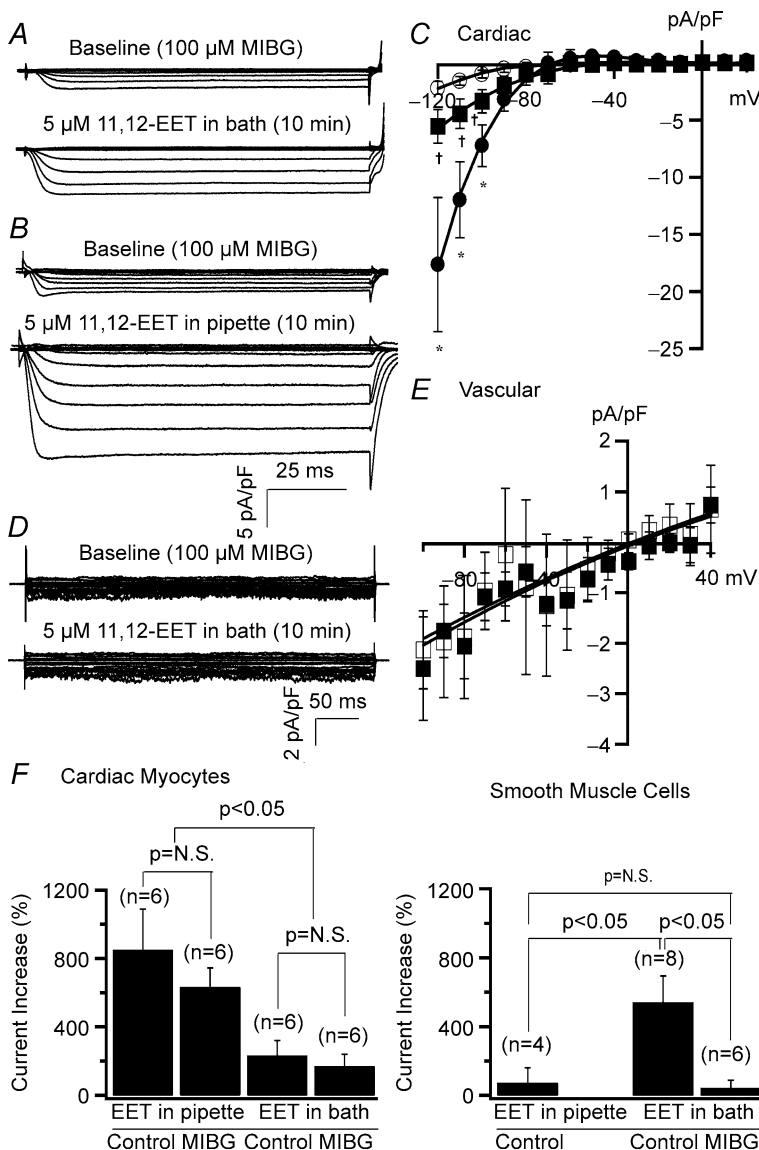 A
Baseline (100 µM MIBG)
5 µM 11,12-EET in bath (10 min)
B
Baseline (100 µM MIBG)
5 µM 11,12-EET in pipette (10 min)
25 ms
5 pA/pF
C
Cardiac
pA/pF
–120
–80
–40
mV
–5
–10
–15
–20
–25
†
†
†
*
*
*
D
Baseline (100 µM MIBG)
5 µM 11,12-EET in bath (10 min)
50 ms
2 pA/pF
E
Vascular
pA/pF
2
1
–80
–40
40 mV
–1
–2
–3
–4
F
Cardiac Myocytes
p<0.05
p=N.S.
p=N.S.
Current Increase (%)
1200
800
400
0
(n=6)
(n=6)
(n=6)
(n=6)
EET in pipette EET in bath
Control MIBG Control MIBG
Smooth Muscle Cells
p=N.S.
p<0.05 p<0.05
Current Increase (%)
1200
800
400
0
(n=4)
(n=8)
(n=6)
EET in pipette EET in bath
Control Control MIBG